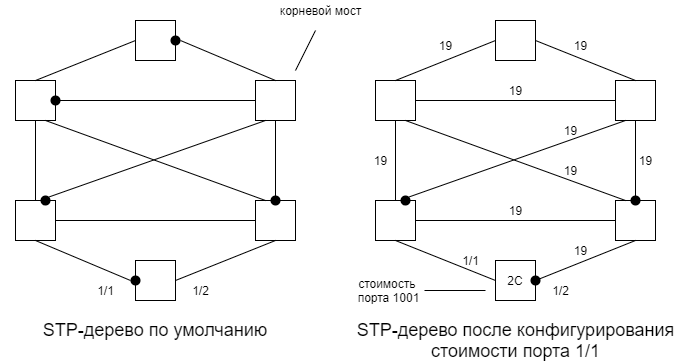 корневой мост
19
19
19
19
19
19
19
19
19
1/1
1/2
1/1
2C
1/2
стоимость
порта 1001
STP-дерево по умолчанию
STP-дерево после конфигурирования
стоимости порта 1/1